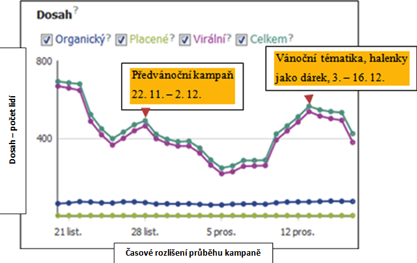 Dosah?
Organický? Placené? Virální? Celkem?
800
400
Předvánoční kampaň
22. 11. – 2. 12.
Vánoční tématika, halenky
jako dárek, 3. – 16. 12.
Dosah – počet lidí
21 list. 28 list. 5 pros. 12 pros.
Časové rozlišení průběhu kampaně